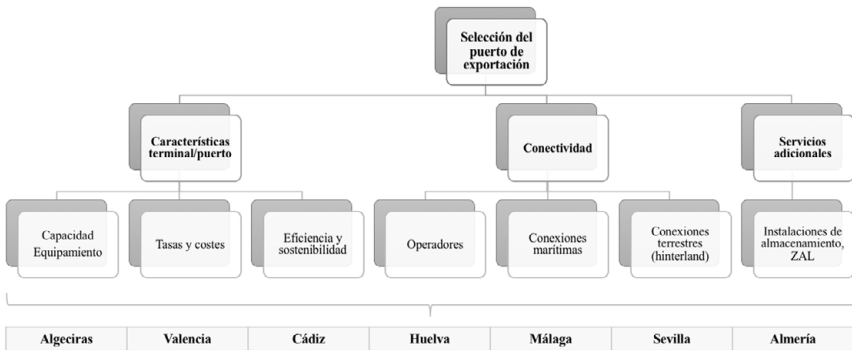 Selección del
puerto de
exportación
Características
terminal/puerto
Conectividad
Servicios
adicionales
Capacidad
Equipamiento
Tasas y costes
Eficiencia y
sostenibilidad
Operadores
Conexiones
marítimas
Conexiones
terrestres
(hinterland)
Instalaciones de
almacenamiento,
ZAL
Algeciras
Valencia
Cádiz
Huelva
Málaga
Sevilla
Almería